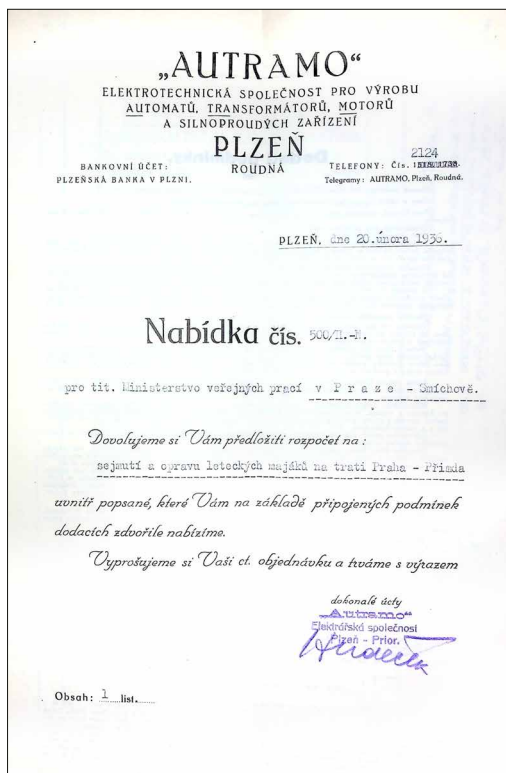 „AUTRAMO“
ELEKTROTECHNICKÁ SPOLEČNOST PRO VÝROBU
AUTOMATŮ, TRANSFORMÁTORŮ, MOTORŮ
A SILNOPROUDÝCH ZAŘÍZENÍ
PLZEŇ
ROUDNÁ
BANKOVNÍ ÚČET:
PLZEŇSKÁ BANKA V PLZNI.
2124
TELEFONY: Čís.
Telegramy: AUTRAMO, Plzeň, Roudná.
PLZEŇ, dne 20.února 1936.
Nabídka čís. 500/II.-N.
pro tit. Ministerstvo veřejných prací v Praze - Smíchově.
Dovolujeme si Vám předložiti rozpočet na:
sejmutí a opravu leteckých majáků na trati Praha - Přimda
uvnitř popsané, které Vám na základě připojených podmínek
dodacích zdvořile nabízíme.
Vyprošujeme si Vaši ct. objednávku a trváme s výrazem
dokonalé úcty
„Autramo“
Elektrářská společnost
Plzeň - Prior.
Obsah: 1 list.